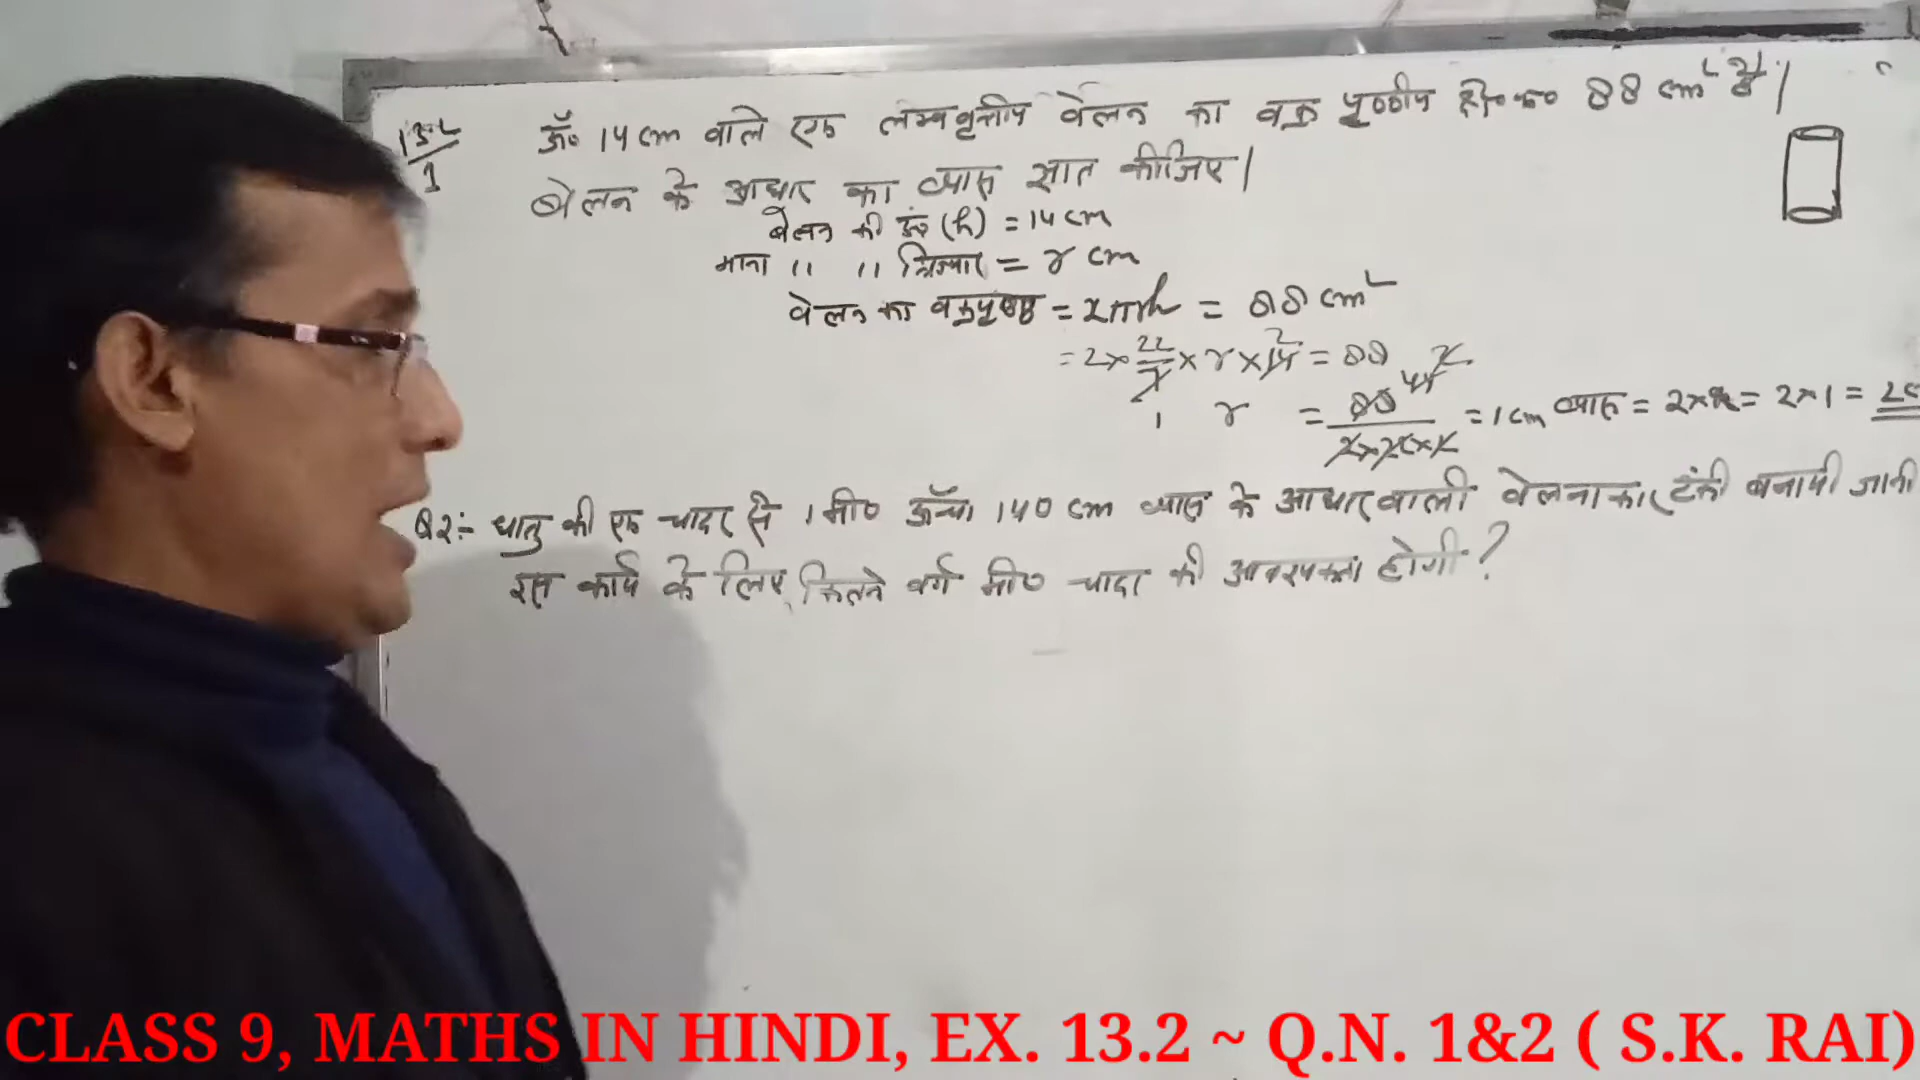 13.2/1 ऊँ० 14 cm वाले एक लम्बवृत्तीय बेलन का वक्र पृष्ठीय क्षे० फ० 88 cm² है।
बेलन के आधार का व्यास ज्ञात कीजिए।
बेलन की ऊं० (h) = 14 cm
माना " " त्रिज्या = r cm
बेलन का वक्रपृष्ठ = 2πrh = 88 cm²
= 2 × 22/7 × r × 14 = 88
r = 88/2×22×2 = 1 cm व्यास = 2×r = 2×1 = 2c
Q2:- धातु की एक चादर से 1 मी० ऊँचा 140 cm व्यास के आधार वाली बेलनाकार टंकी बनायी जानी
इस कार्य के लिए कितने वर्ग मी० चादर की आवश्यकता होगी?
CLASS 9, MATHS IN HINDI, EX. 13.2 ~ Q.N. 1&2 ( S.K. RAI)